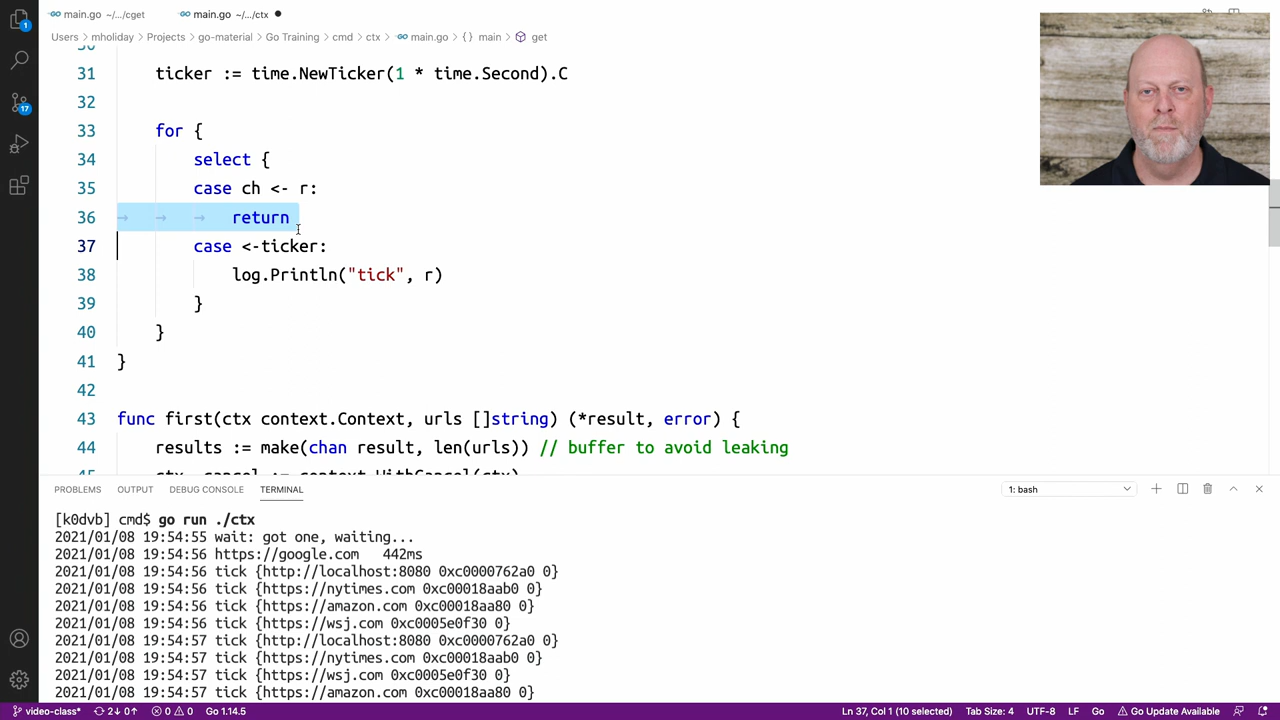 main.go ~/.../cget main.go ~/.../ctx
Users > mholiday > Projects > go-material > Go Training > cmd > ctx > main.go > {} main > get
31 ticker := time.NewTicker(1 * time.Second).C
32
33 for {
34 select {
35 case ch <- r:
36 return
37 case <-ticker:
38 log.Println("tick", r)
39 }
40 }
41 }
42
43 func first(ctx context.Context, urls []string) (*result, error) {
44 results := make(chan result, len(urls)) // buffer to avoid leaking
45 ctx, cancel := context.WithCancel(ctx)
PROBLEMS OUTPUT DEBUG CONSOLE TERMINAL 1: bash
[k0dvb] cmd$ go run ./ctx
2021/01/08 19:54:55 wait: got one, waiting...
2021/01/08 19:54:56 https://google.com 442ms
2021/01/08 19:54:56 tick {http://localhost:8080 0xc0000762a0 0}
2021/01/08 19:54:56 tick {https://nytimes.com 0xc00018aab0 0}
2021/01/08 19:54:56 tick {https://amazon.com 0xc00018aa80 0}
2021/01/08 19:54:56 tick {https://wsj.com 0xc0005e0f30 0}
2021/01/08 19:54:57 tick {http://localhost:8080 0xc0000762a0 0}
2021/01/08 19:54:57 tick {https://nytimes.com 0xc00018aab0 0}
2021/01/08 19:54:57 tick {https://wsj.com 0xc0005e0f30 0}
2021/01/08 19:54:57 tick {https://amazon.com 0xc00018aa80 0}
1
17
video-class* 2↓ 0↑ 0 0 Go 1.14.5 Ln 37, Col 1 (10 selected) Tab Size: 4 UTF-8 LF Go Go Update Available